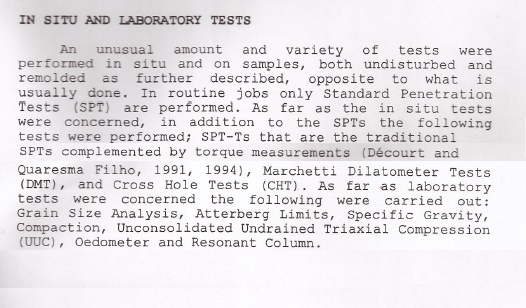 IN SITU AND LABORATORY TESTS
An unusual amount and variety of tests were
performed in situ and on samples, both undisturbed and
remolded as further described, opposite to what is
usually done. In routine jobs only Standard Penetration
Tests (SPT) are performed. As far as the in situ tests
were concerned, in addition to the SPTs the following
tests were performed; SPT-Ts that are the traditional
SPTs complemented by torque measurements (Décourt and
Quaresma Filho, 1991, 1994), Marchetti Dilatometer Tests
(DMT), and Cross Hole Tests (CHT). As far as laboratory
tests were concerned the following were carried out:
Grain Size Analysis, Atterberg Limits, Specific Gravity,
Compaction, Unconsolidated Undrained Triaxial Compression
(UUC), Oedometer and Resonant Column.